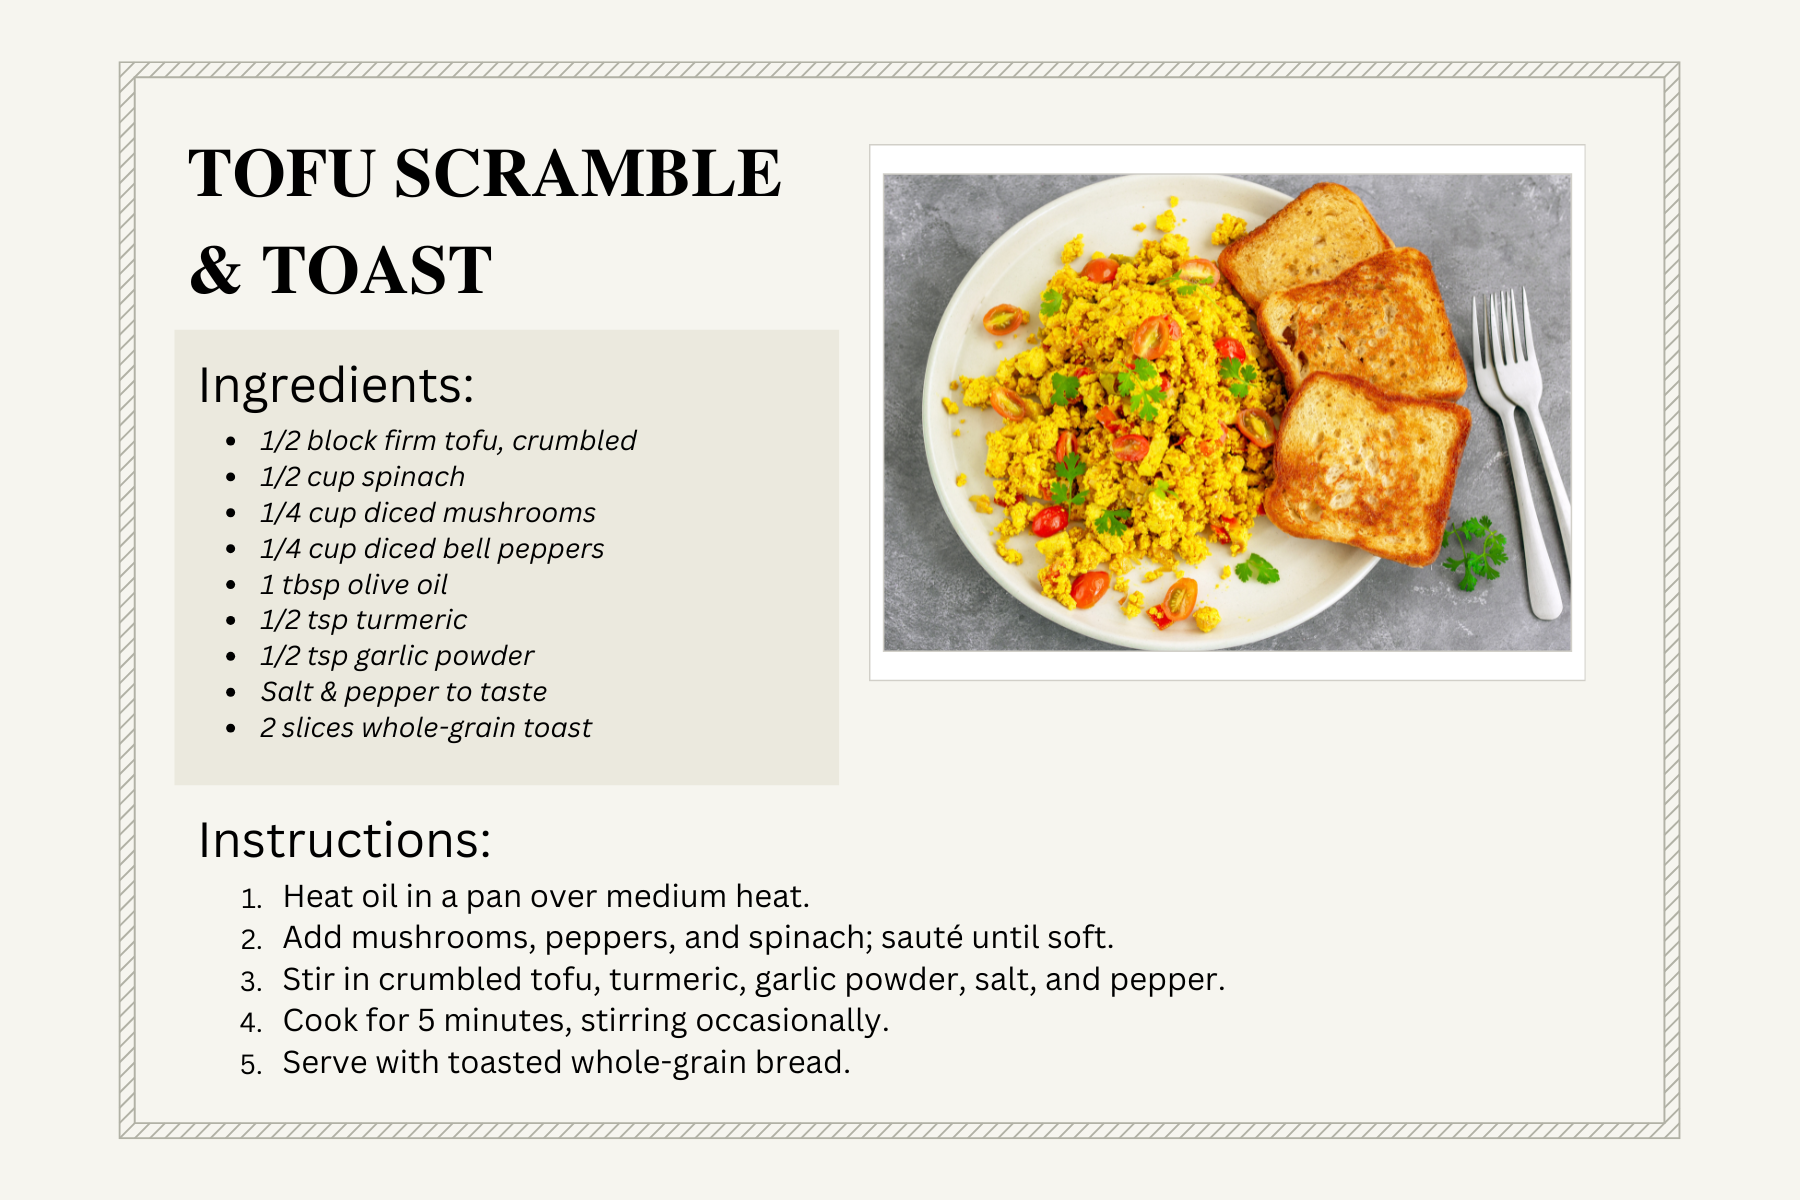 TOFU SCRAMBLE
& TOAST
Ingredients:
• 1/2 block firm tofu, crumbled
• 1/2 cup spinach
• 1/4 cup diced mushrooms
• 1/4 cup diced bell peppers
• 1 tbsp olive oil
• 1/2 tsp turmeric
• 1/2 tsp garlic powder
• Salt & pepper to taste
• 2 slices whole-grain toast
Instructions:
1. Heat oil in a pan over medium heat.
2. Add mushrooms, peppers, and spinach; sauté until soft.
3. Stir in crumbled tofu, turmeric, garlic powder, salt, and pepper.
4. Cook for 5 minutes, stirring occasionally.
5. Serve with toasted whole-grain bread.